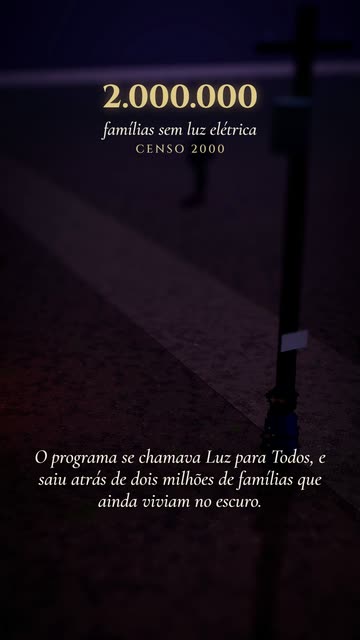 2.000.000
famílias sem luz elétrica
CENSO 2000
O programa se chamava Luz para Todos, e
saiu atrás de dois milhões de famílias que
ainda viviam no escuro.